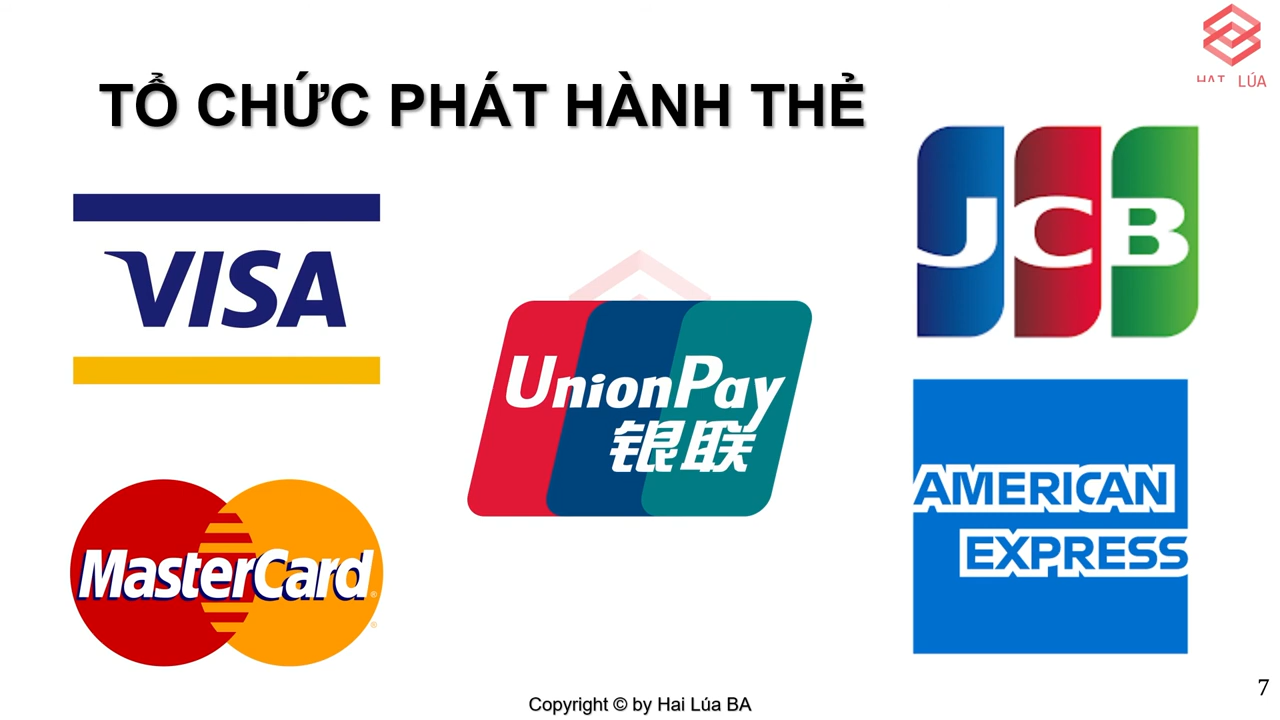 HAI LÚA
TỔ CHỨC PHÁT HÀNH THẺ
VISA
JCB
UnionPay
银联
AMERICAN
EXPRESS
MasterCard
Copyright © by Hai Lúa BA
7